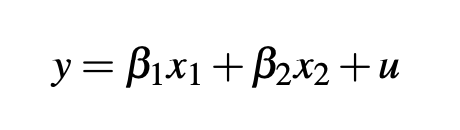 y = β₁x₁ + β₂x₂ + u